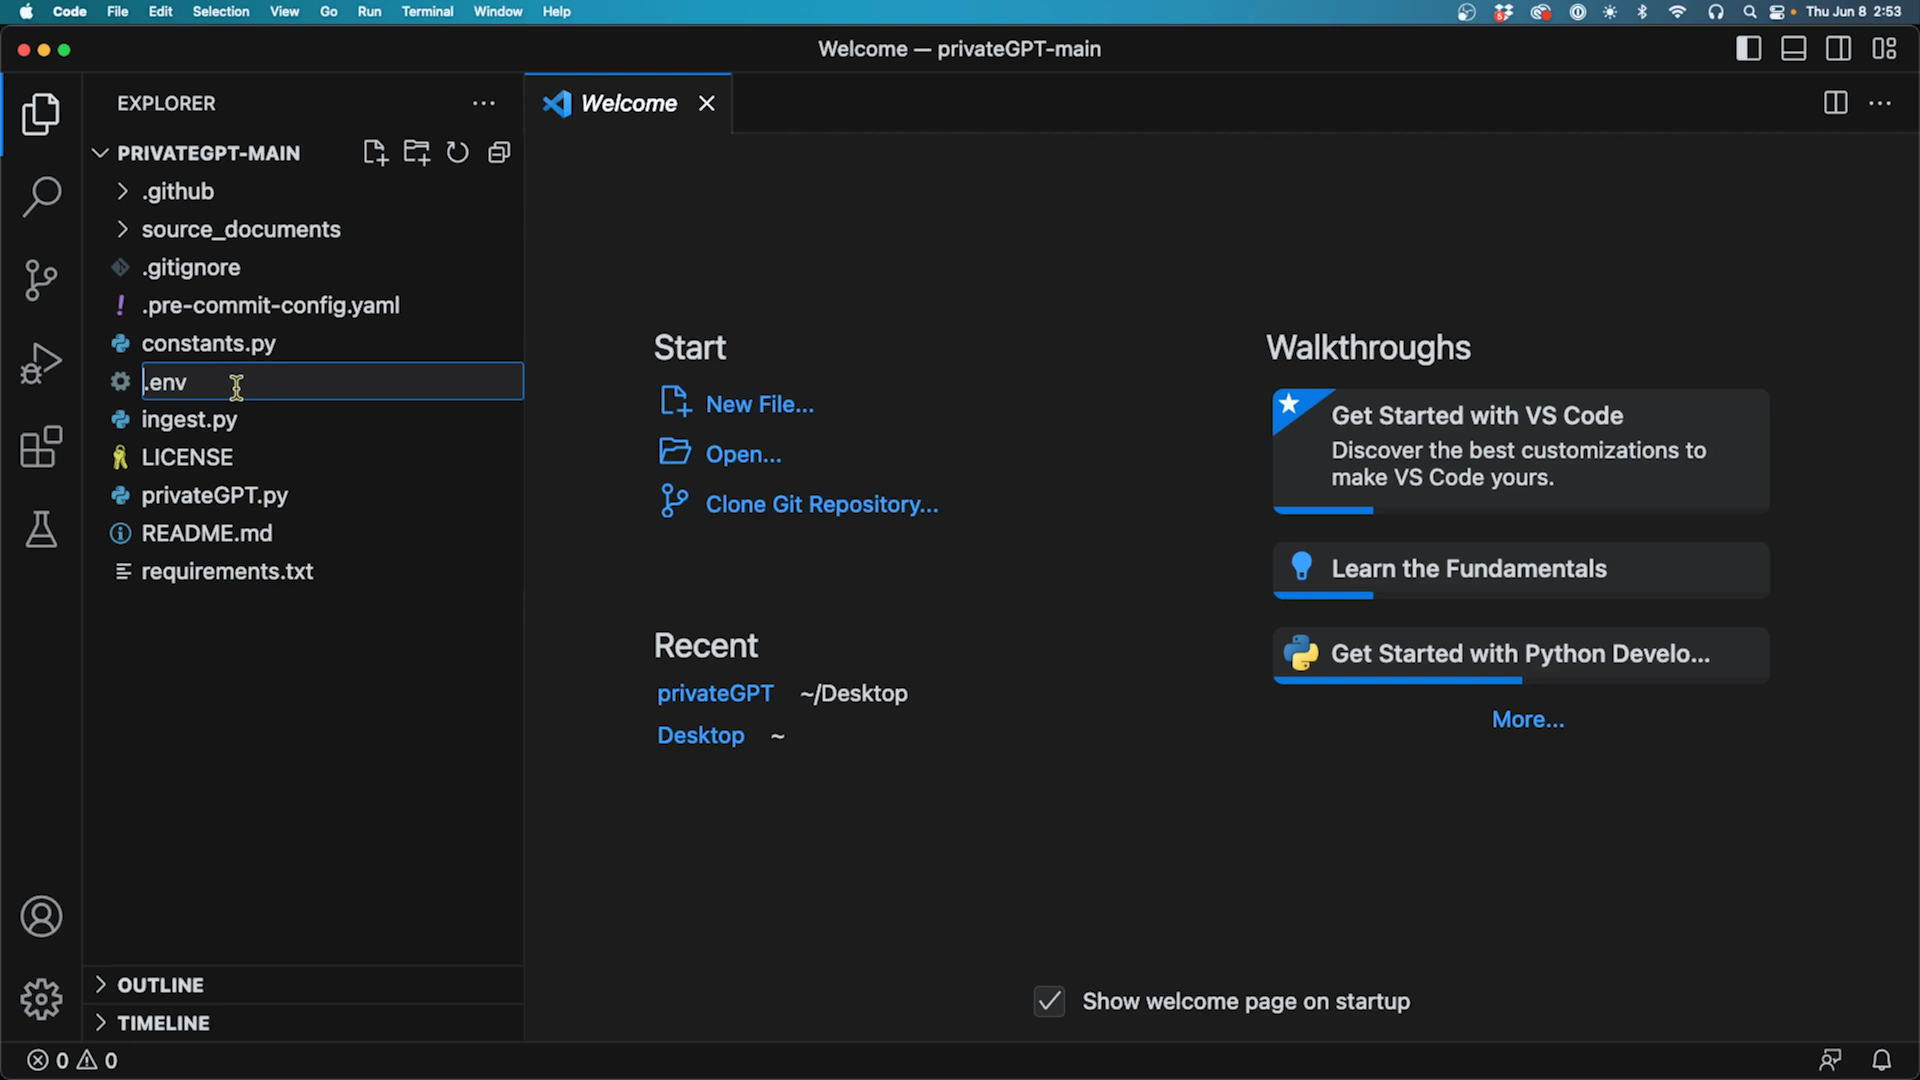 Code File Edit Selection View Go Run Terminal Window Help Thu Jun 8 2:53
Welcome — privateGPT-main
EXPLORER
Welcome
PRIVATEGPT-MAIN
.github
source_documents
.gitignore
.pre-commit-config.yaml
constants.py
.env
ingest.py
LICENSE
privateGPT.py
README.md
requirements.txt
OUTLINE
TIMELINE
Start
New File...
Open...
Clone Git Repository...
Recent
privateGPT ~/Desktop
Desktop ~
Walkthroughs
Get Started with VS Code
Discover the best customizations to
make VS Code yours.
Learn the Fundamentals
Get Started with Python Develo...
More...
Show welcome page on startup
0 0